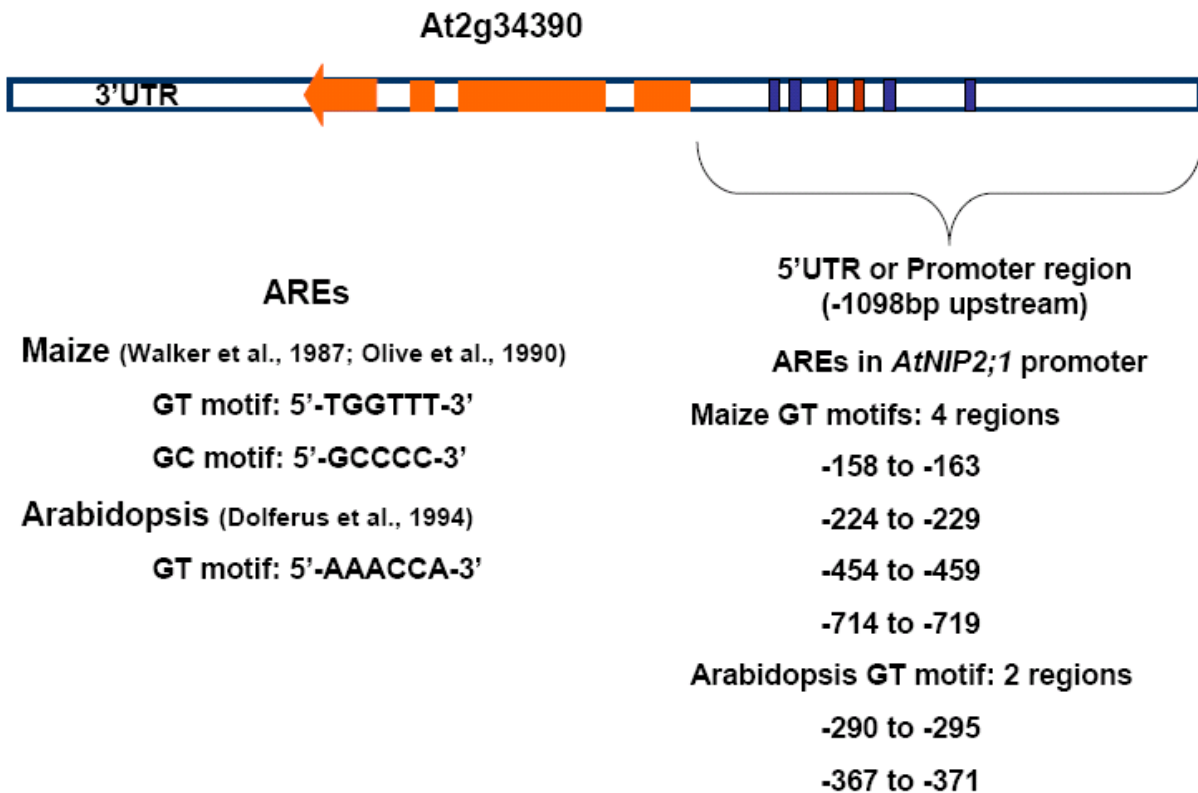 At2g34390
3’UTR
5’UTR or Promoter region
(-1098bp upstream)
AREs
Maize (Walker et al., 1987; Olive et al., 1990)
GT motif: 5’-TGGTTT-3’
GC motif: 5’-GCCCC-3’
Arabidopsis (Dolferus et al., 1994)
GT motif: 5’-AAACCA-3’
AREs in AtNIP2;1 promoter
Maize GT motifs: 4 regions
-158 to -163
-224 to -229
-454 to -459
-714 to -719
Arabidopsis GT motif: 2 regions
-290 to -295
-367 to -371